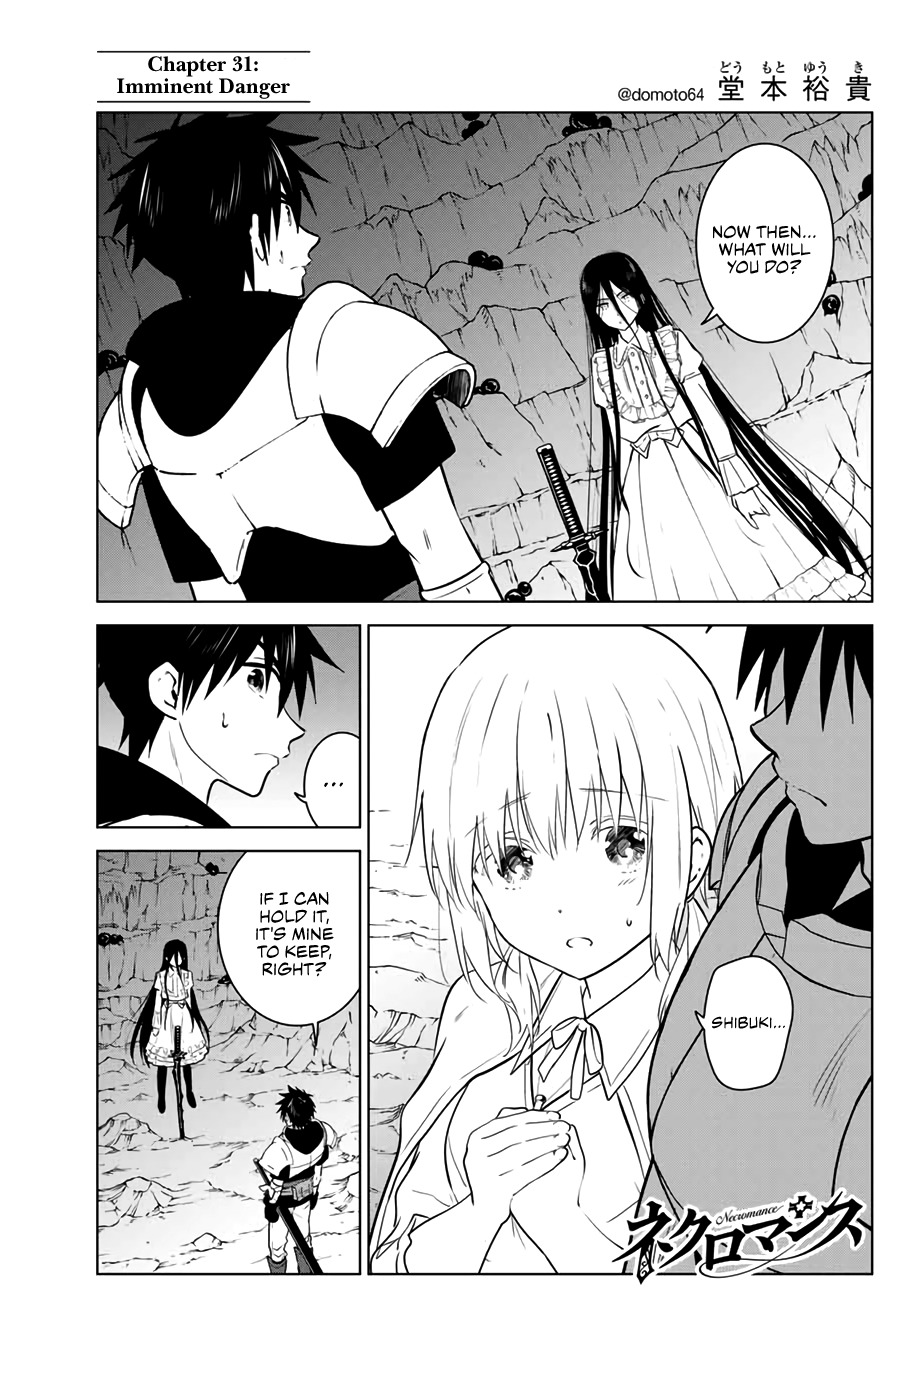 Chapter 31:
Imminent Danger
@domoto64
どう もと ゆう き
堂本裕貴
NOW THEN...
WHAT WILL
YOU DO?
...
SHIBUKI...
IF I CAN
HOLD IT,
IT'S MINE
TO KEEP,
RIGHT?
Necromance
ネクロマンス